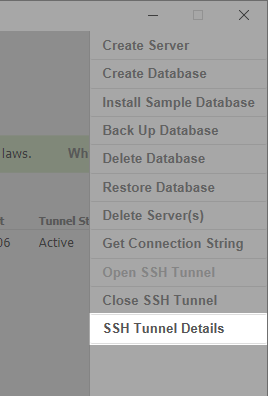 Create Server
Create Database
Install Sample Database
laws. Wh
Back Up Database
Delete Database
Restore Database
Delete Server(s)
t Tunnel St
06 Active
Get Connection String
Open SSH Tunnel
Close SSH Tunnel
SSH Tunnel Details